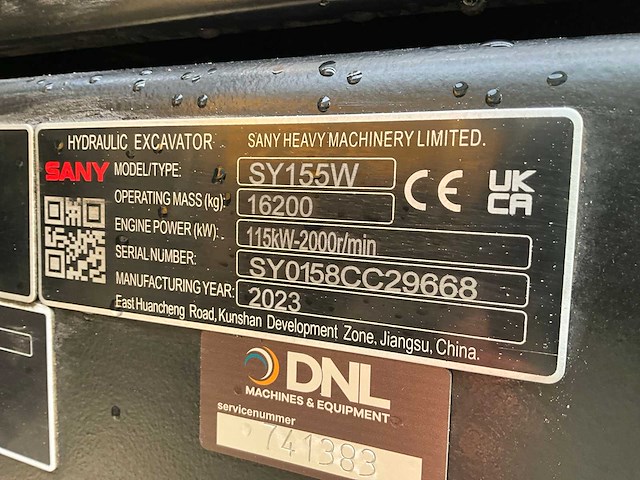 HYDRAULIC EXCAVATOR SANY HEAVY MACHINERY LIMITED.
SANY MODEL/TYPE: SY155W CE UK CA
OPERATING MASS (kg): 16200
ENGINE POWER (kW): 115kW-2000r/min
SERIAL NUMBER: SY0158CC29668
MANUFACTURING YEAR: 2023
East Huancheng Road, Kunshan Development Zone, Jiangsu, China.
DNL
MACHINES & EQUIPMENT
servicenummer
741383